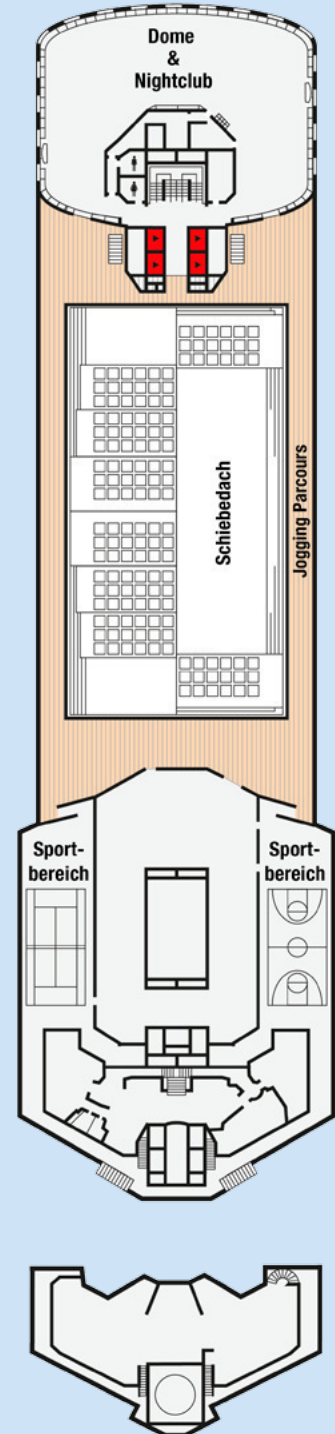 Dome
&
Nightclub
Schiebedach
Jogging Parcours
Sport-
bereich
Sport-
bereich